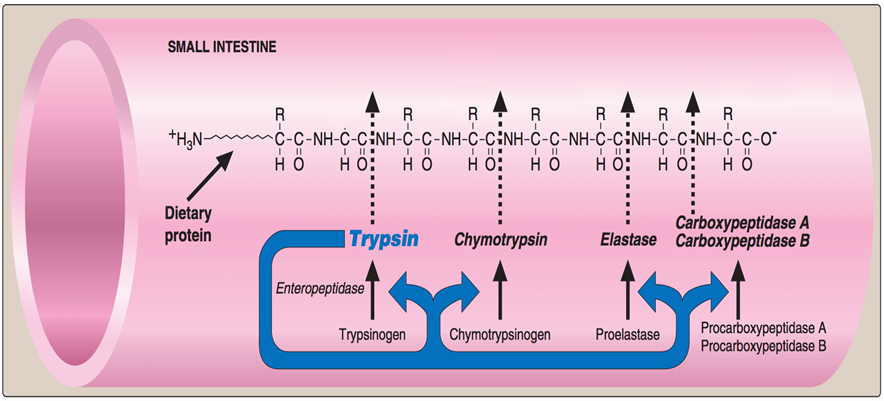 SMALL INTESTINE
R R R R R R
⁺H₃N C–C–NH–C–C–NH–C–C–NH–C–C–NH–C–C–NH–C–C–NH–C–C–NH–C–C–O⁻
H O H O H O H O H O H O H O H O
Dietary
protein
Trypsin
Chymotrypsin
Elastase
Carboxypeptidase A
Carboxypeptidase B
Enteropeptidase
Trypsinogen
Chymotrypsinogen
Proelastase
Procarboxypeptidase A
Procarboxypeptidase B